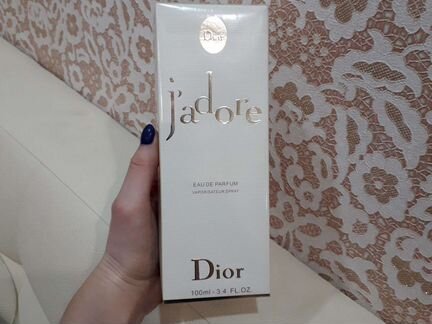 Dior
j'adore
EAU DE PARFUM
VAPORISATEUR SPRAY
Dior
100ml - 3.4 FL.OZ.